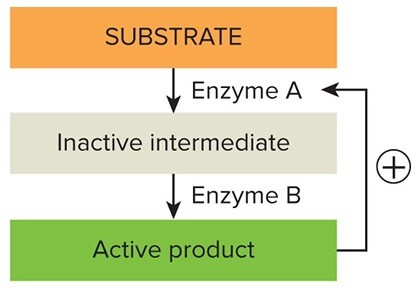 SUBSTRATE
Enzyme A
Inactive intermediate
+
Enzyme B
Active product